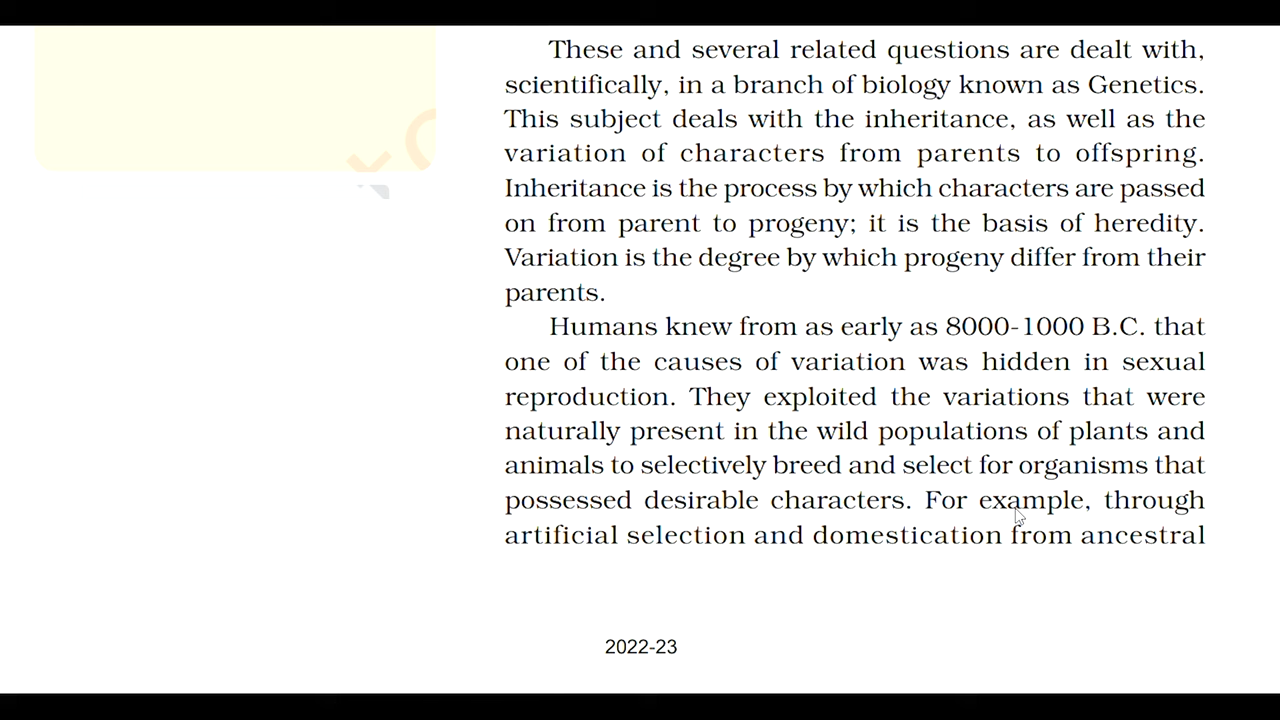 These and several related questions are dealt with,
scientifically, in a branch of biology known as Genetics.
This subject deals with the inheritance, as well as the
variation of characters from parents to offspring.
Inheritance is the process by which characters are passed
on from parent to progeny; it is the basis of heredity.
Variation is the degree by which progeny differ from their
parents.
Humans knew from as early as 8000-1000 B.C. that
one of the causes of variation was hidden in sexual
reproduction. They exploited the variations that were
naturally present in the wild populations of plants and
animals to selectively breed and select for organisms that
possessed desirable characters. For example, through
artificial selection and domestication from ancestral
2022-23